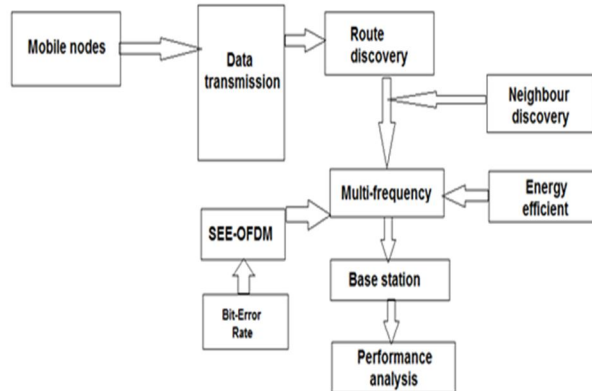 Mobile nodes
Data
transmission
Route
discovery
Neighbour
discovery
Multi-frequency
Energy
efficient
SEE-OFDM
Base station
Bit-Error
Rate
Performance
analysis